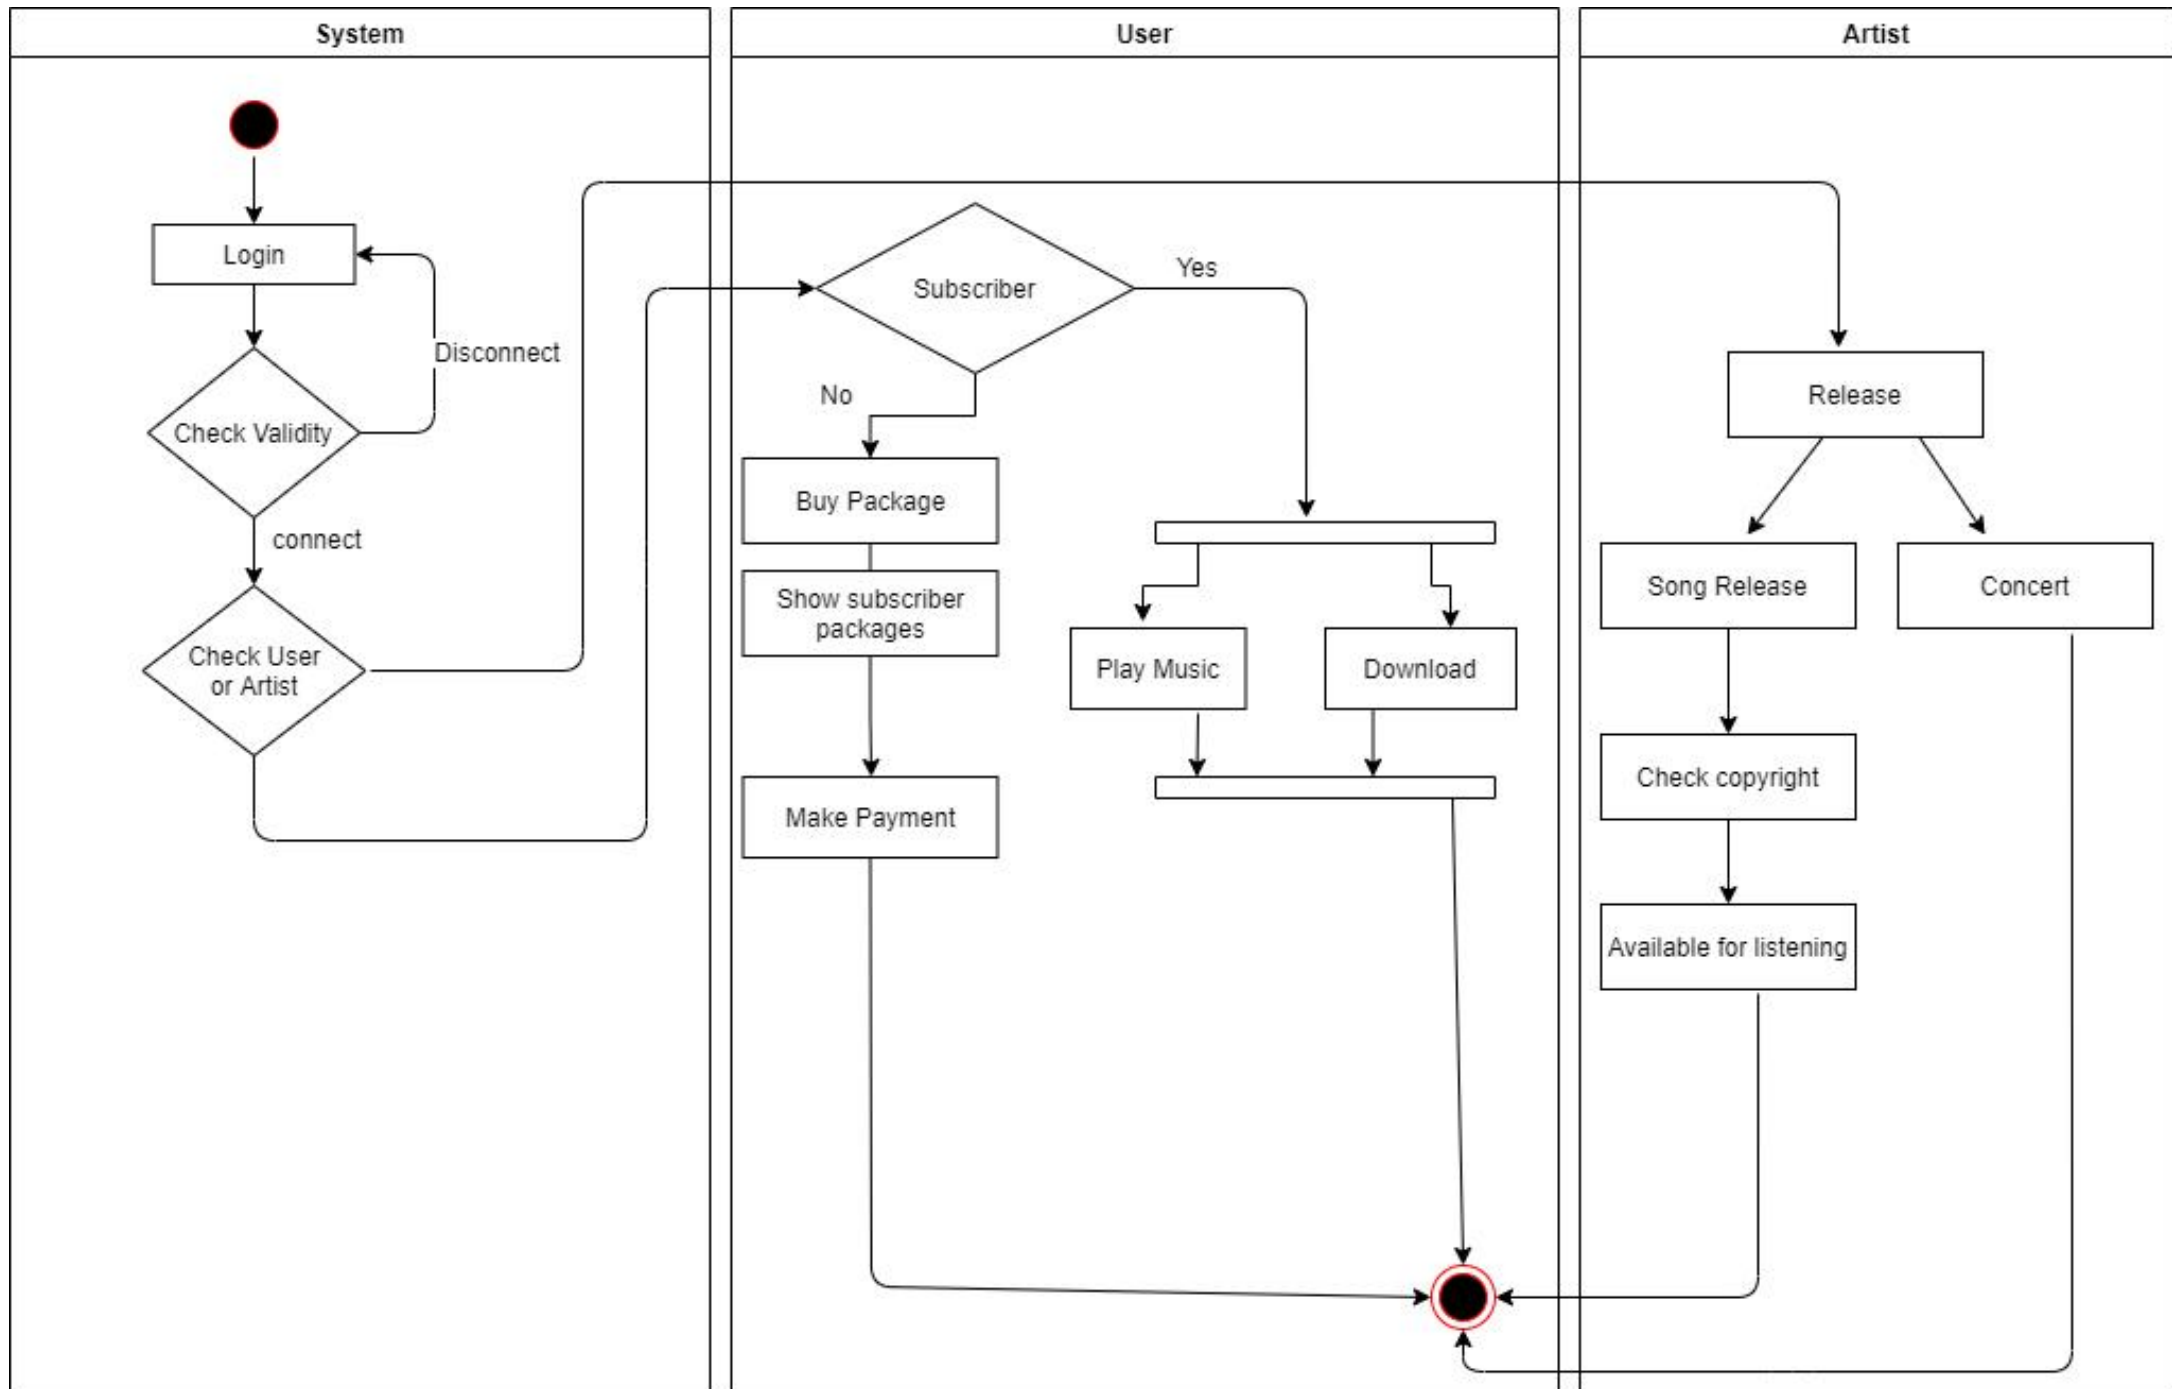 System
User
Artist
Login
Disconnect
Check Validity
connect
Check User
or Artist
Subscriber
Yes
No
Buy Package
Show subscriber
packages
Make Payment
Play Music
Download
Release
Song Release
Concert
Check copyright
Available for listening